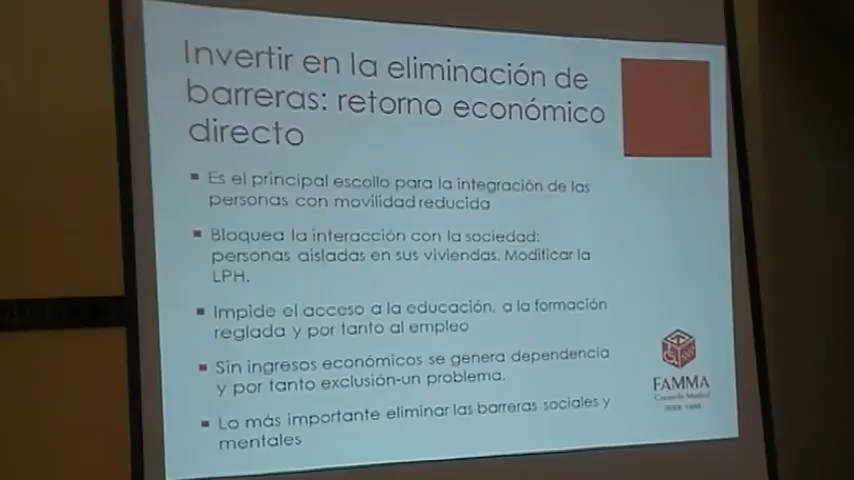 Invertir en la eliminación de
barreras: retorno económico
directo
Es el principal escollo para la integración de las
personas con movilidad reducida
Bloquea la interacción con la sociedad:
personas aisladas en sus viviendas. Modificar la
LPH.
Impide el acceso a la educación, a la formación
reglada y por tanto al empleo
Sin ingresos económicos se genera dependencia
y por tanto exclusión-un problema.
Lo más importante eliminar las barreras sociales y
mentales
FAMMA